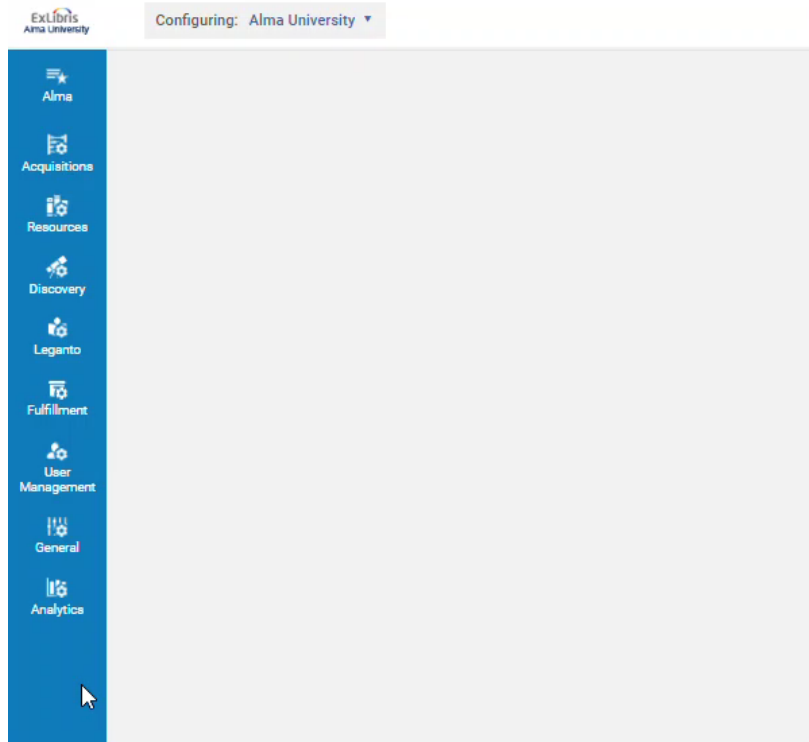 ExLibris
Alma University
Configuring: Alma University
Alma
Acquisitions
Resources
Discovery
Leganto
Fulfillment
User
Management
General
Analytics